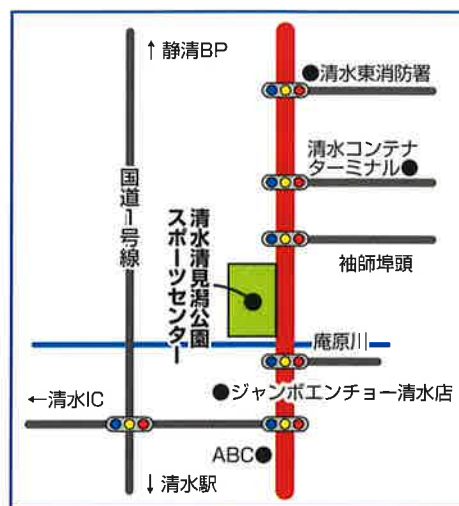 ↑静清BP
清水東消防署
清水コンテナ
ターミナル
国道1号線
清水清見潟公園
スポーツセンター
袖師埠頭
庵原川
ジャンボエンチョー清水店
←清水IC
ABC
↓清水駅